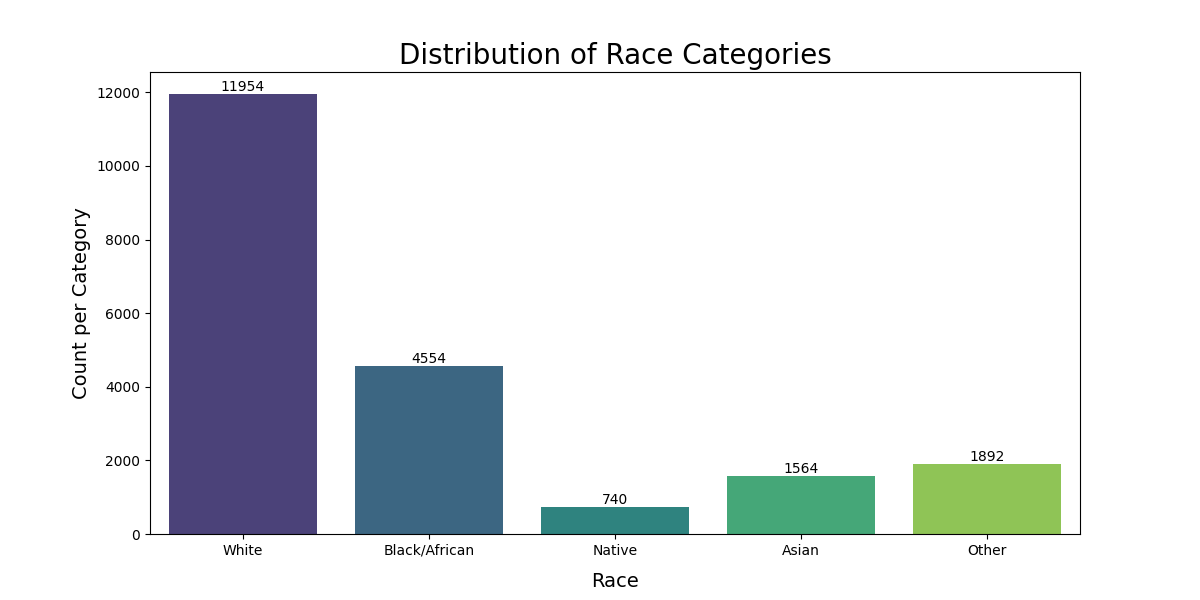 Distribution of Race Categories
Count per Category
12000
10000
8000
6000
4000
2000
0
11954
4554
740
1564
1892
White
Black/African
Native
Asian
Other
Race